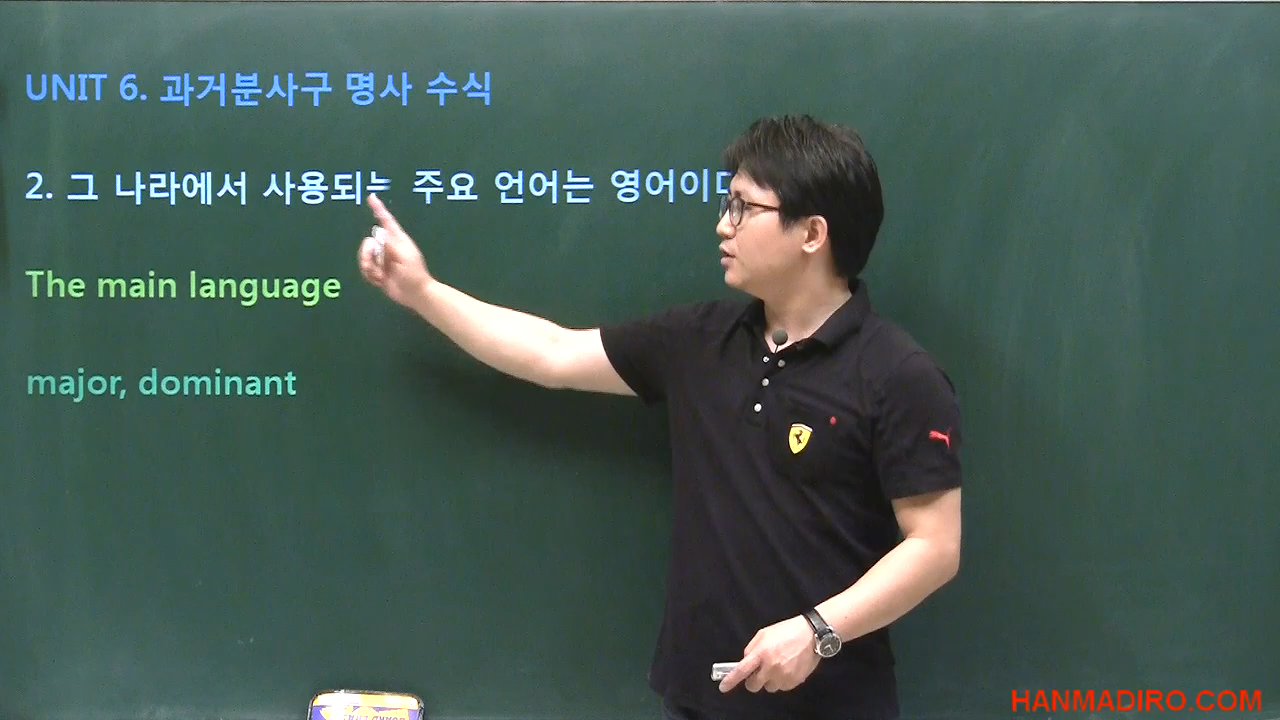 UNIT 6. 과거분사구 명사 수식
2. 그 나라에서 사용되는 주요 언어는 영어이다
The main language
major, dominant
HANMADIRO.COM